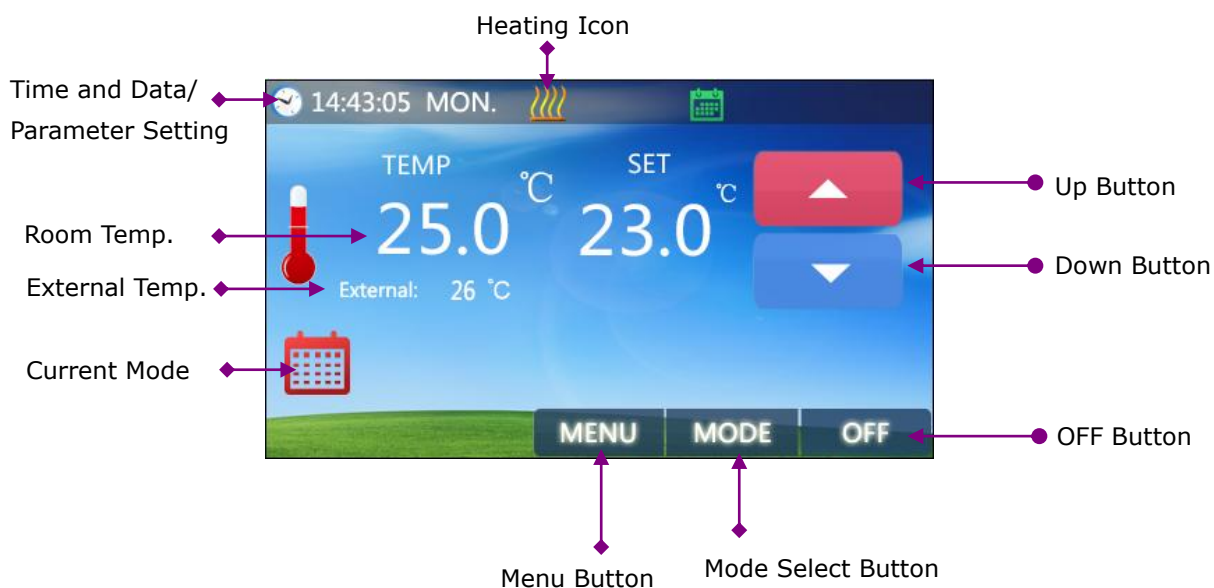 Heating Icon
Time and Data/
Parameter Setting
14:43:05 MON.
TEMP
SET
℃
℃
25.0
23.0
Up Button
Room Temp.
Down Button
External Temp.
External: 26 ℃
Current Mode
MENU
MODE
OFF
OFF Button
Menu Button
Mode Select Button